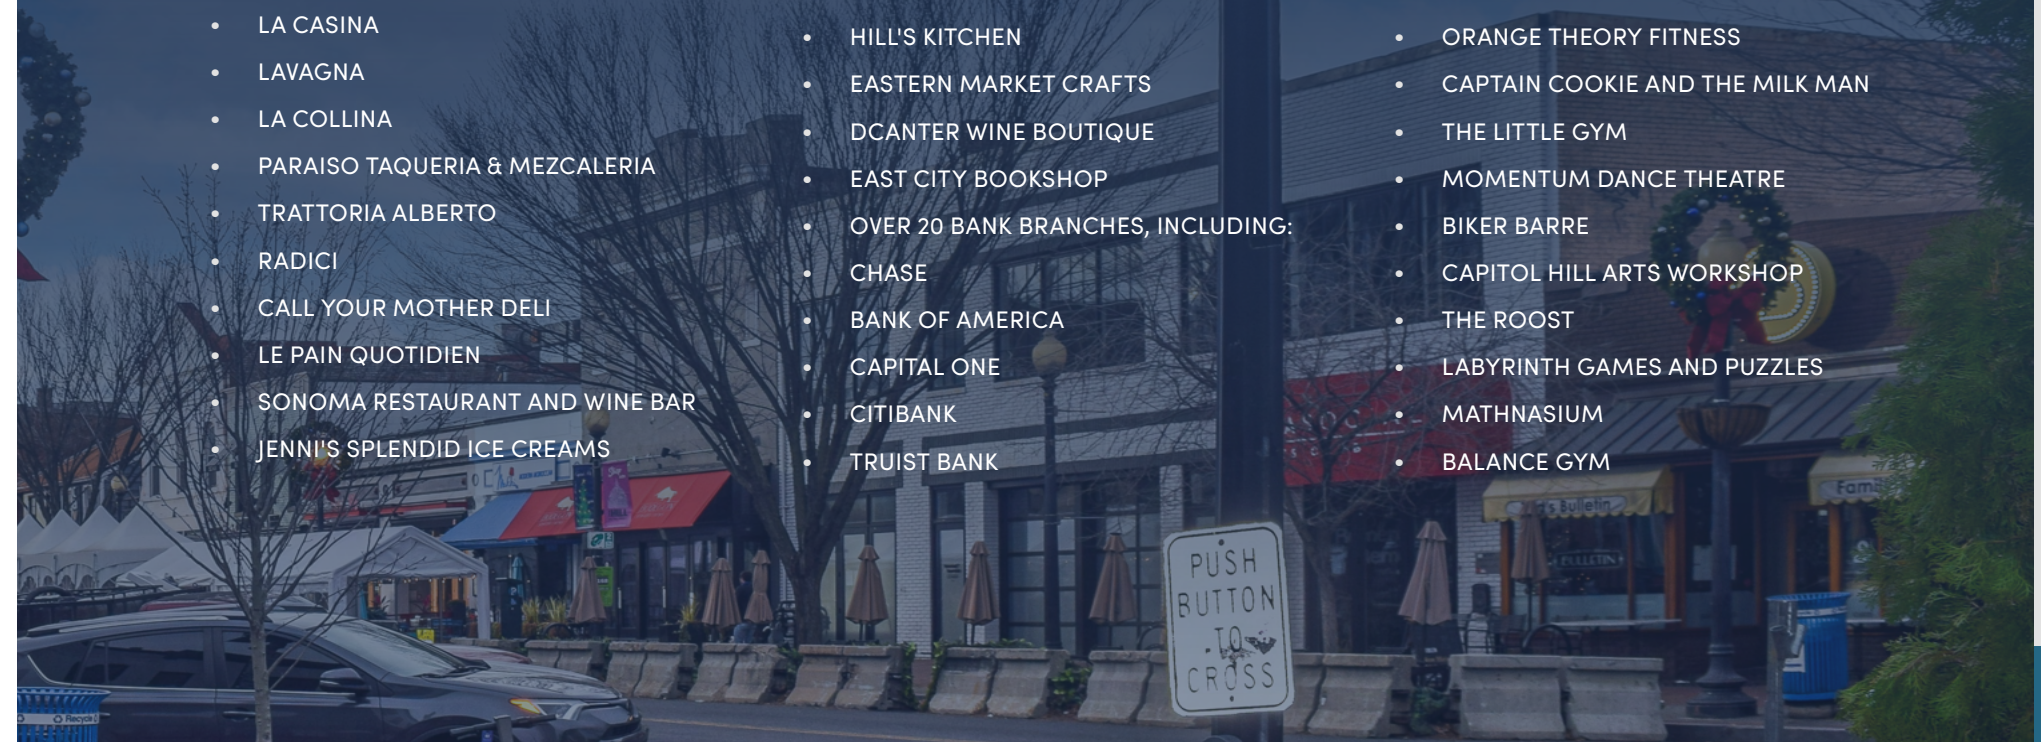 LA CASINA
LAVAGNA
LA COLLINA
PARAISO TAQUERIA & MEZCALERIA
TRATTORIA ALBERTO
RADICI
CALL YOUR MOTHER DELI
LE PAIN QUOTIDIEN
SONOMA RESTAURANT AND WINE BAR
JENNI'S SPLENDID ICE CREAMS
HILL'S KITCHEN
EASTERN MARKET CRAFTS
DCANTER WINE BOUTIQUE
EAST CITY BOOKSHOP
OVER 20 BANK BRANCHES, INCLUDING:
CHASE
BANK OF AMERICA
CAPITAL ONE
CITIBANK
TRUIST BANK
ORANGE THEORY FITNESS
CAPTAIN COOKIE AND THE MILK MAN
THE LITTLE GYM
MOMENTUM DANCE THEATRE
BIKER BARRE
CAPITOL HILL ARTS WORKSHOP
THE ROOST
LABYRINTH GAMES AND PUZZLES
MATHNASIUM
BALANCE GYM
Bulletin
BULLETIN
PUSH
BUTTON
TO
CROSS
Recycle